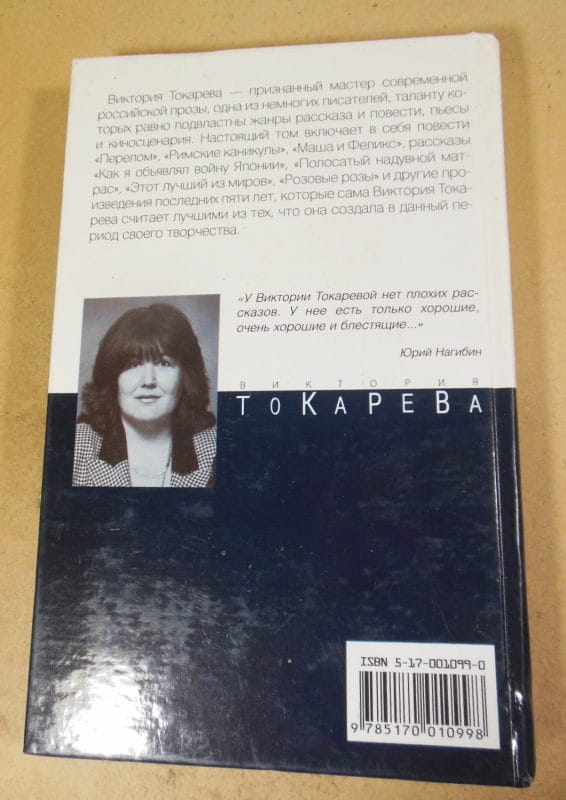 Виктория Токарева — признанный мастер современной
российской прозы, одна из немногих писателей, таланту ко-
торых равно подвластны жанры рассказа и повести, пьесы
и киносценария. Настоящий том включает в себя повести
«Перелом», «Римские каникулы», «Маша и Феликс», рассказы
«Как я объявлял войну Японии», «Полосатый надувной мат-
рас», «Этот лучший из миров», «Розовые розы» и другие про-
изведения последних пяти лет, которые сама Виктория Тока-
рева считает лучшими из тех, что она создала в данный пе-
риод своего творчества.
«У Виктории Токаревой нет плохих рас-
сказов. У нее есть только хорошие,
очень хорошие и блестящие...»
Юрий Нагибин
ВИКТОРИЯ
ТоКаРеВа
ISBN 5-17-001099-0
9 785170 010998